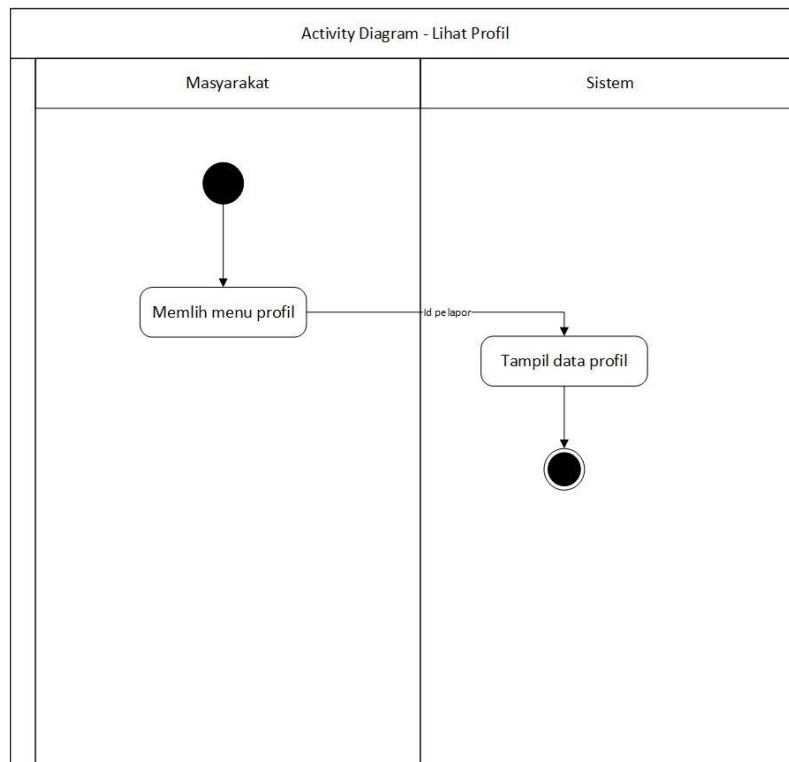 Activity Diagram - Lihat Profil
Masyarakat
Sistem
Memlih menu profil
Id pelapor
Tampil data profil